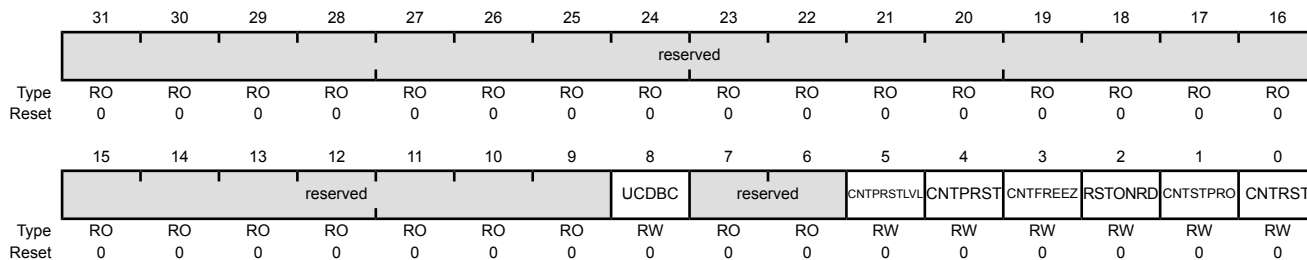 31 30 29 28 27 26 25 24 23 22 21 20 19 18 17 16
reserved
Type RO RO RO RO RO RO RO RO RO RO RO RO RO RO RO RO
Reset 0 0 0 0 0 0 0 0 0 0 0 0 0 0 0 0
15 14 13 12 11 10 9 8 7 6 5 4 3 2 1 0
reserved UCDBC reserved CNTPRSTLVL CNTPRST CNTFREEZ RSTONRD CNTSTPRO CNTRST
Type RO RO RO RO RO RO RO RW RO RO RW RW RW RW RW RW
Reset 0 0 0 0 0 0 0 0 0 0 0 0 0 0 0 0